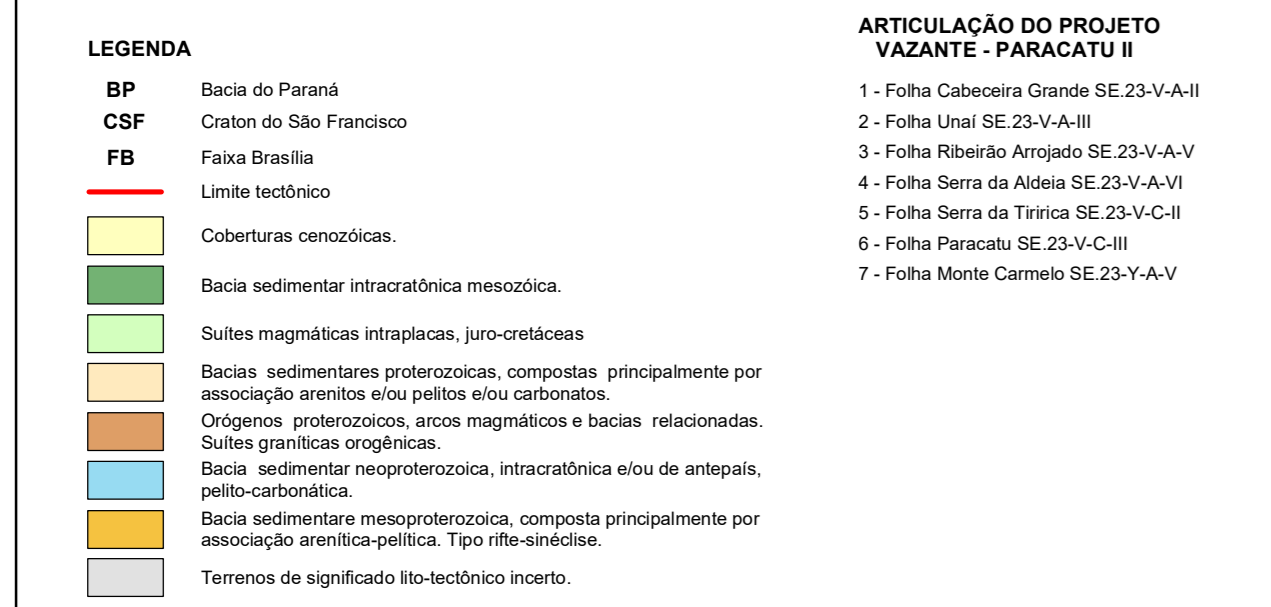 LEGENDA
BP Bacia do Paraná
CSF Craton do São Francisco
FB Faixa Brasília
Limite tectônico
Coberturas cenozóicas.
Bacia sedimentar intracratônica mesozóica.
Suítes magmáticas intraplacas, juro-cretáceas
Bacias sedimentares proterozoicas, compostas principalmente por
associação arenitos e/ou pelitos e/ou carbonatos.
Orógenos proterozoicos, arcos magmáticos e bacias relacionadas.
Suítes graníticas orogênicas.
Bacia sedimentar neoproterozoica, intracratônica e/ou de antepaís,
pelito-carbonática.
Bacia sedimentare mesoproterozoica, composta principalmente por
associação arenítica-pelítica. Tipo rifte-sinéclise.
Terrenos de significado lito-tectônico incerto.
ARTICULAÇÃO DO PROJETO
VAZANTE - PARACATU II
1 - Folha Cabeceira Grande SE.23-V-A-II
2 - Folha Unaí SE.23-V-A-III
3 - Folha Ribeirão Arrojado SE.23-V-A-V
4 - Folha Serra da Aldeia SE.23-V-A-VI
5 - Folha Serra da Tiririca SE.23-V-C-II
6 - Folha Paracatu SE.23-V-C-III
7 - Folha Monte Carmelo SE.23-Y-A-V